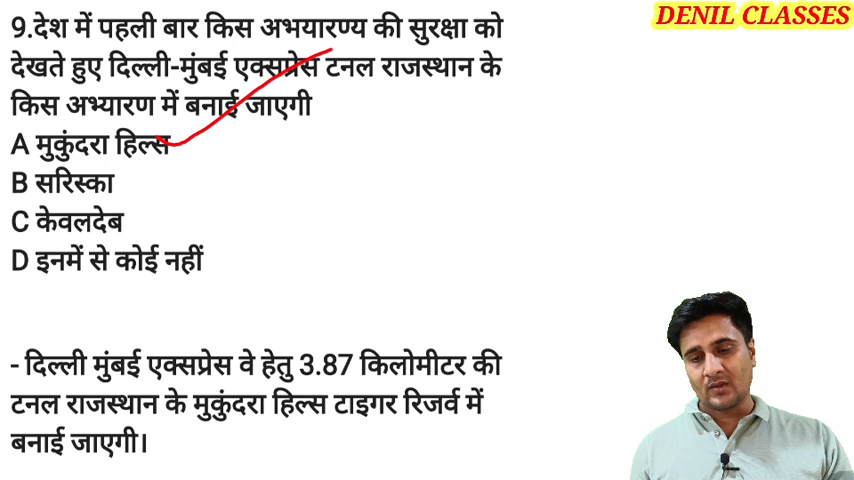 DENIL CLASSES
9.देश में पहली बार किस अभयारण्य की सुरक्षा को
देखते हुए दिल्ली-मुंबई एक्सप्रेस टनल राजस्थान के
किस अभ्यारण में बनाई जाएगी
A मुकुंदरा हिल्स
B सरिस्का
C केवलदेब
D इनमें से कोई नहीं
- दिल्ली मुंबई एक्सप्रेस वे हेतु 3.87 किलोमीटर की
टनल राजस्थान के मुकुंदरा हिल्स टाइगर रिजर्व में
बनाई जाएगी।